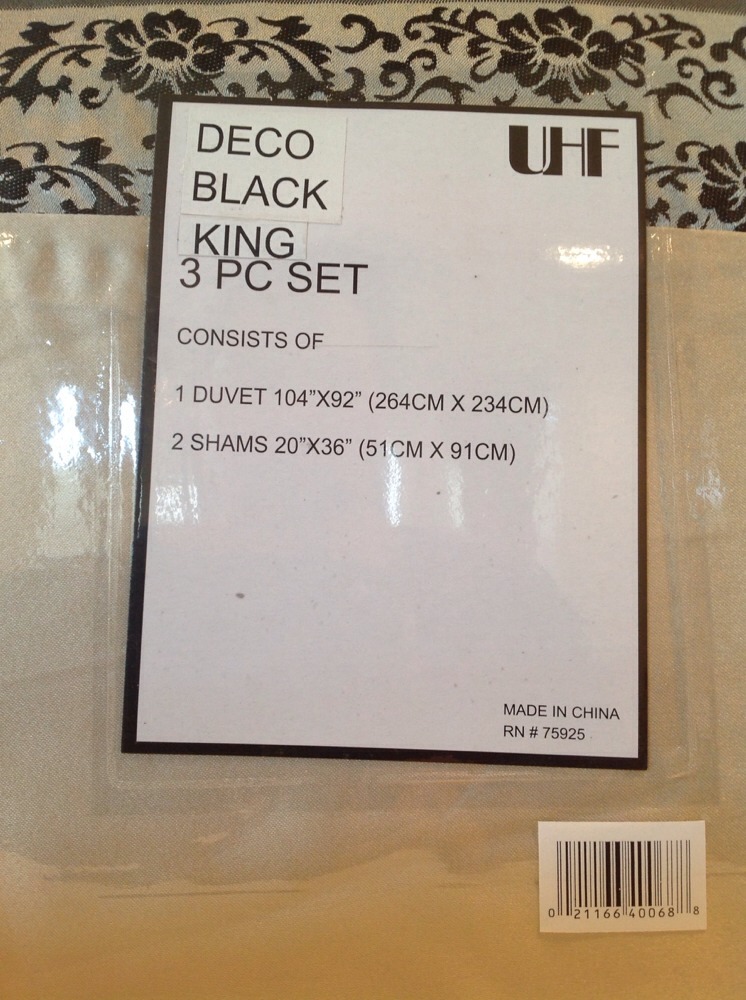 UHF
DECO
BLACK
KING
3 PC SET
CONSISTS OF
1 DUVET 104”X92” (264CM X 234CM)
2 SHAMS 20”X36” (51CM X 91CM)
MADE IN CHINA
RN # 75925
0 21166 40068 8